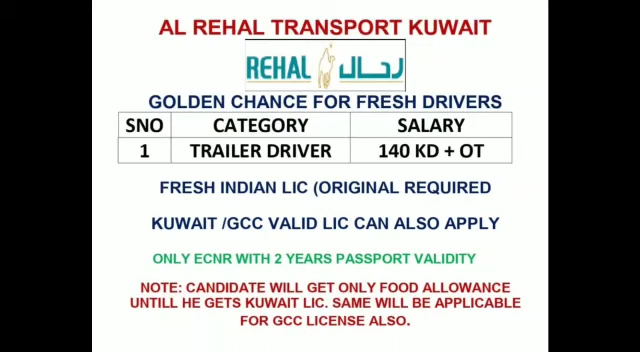 AL REHAL TRANSPORT KUWAIT
REHAL رحال
GOLDEN CHANCE FOR FRESH DRIVERS
SNO CATEGORY SALARY
1 TRAILER DRIVER 140 KD + OT
FRESH INDIAN LIC (ORIGINAL REQUIRED
KUWAIT /GCC VALID LIC CAN ALSO APPLY
ONLY ECNR WITH 2 YEARS PASSPORT VALIDITY
NOTE: CANDIDATE WILL GET ONLY FOOD ALLOWANCE
UNTILL HE GETS KUWAIT LIC. SAME WILL BE APPLICABLE
FOR GCC LICENSE ALSO.